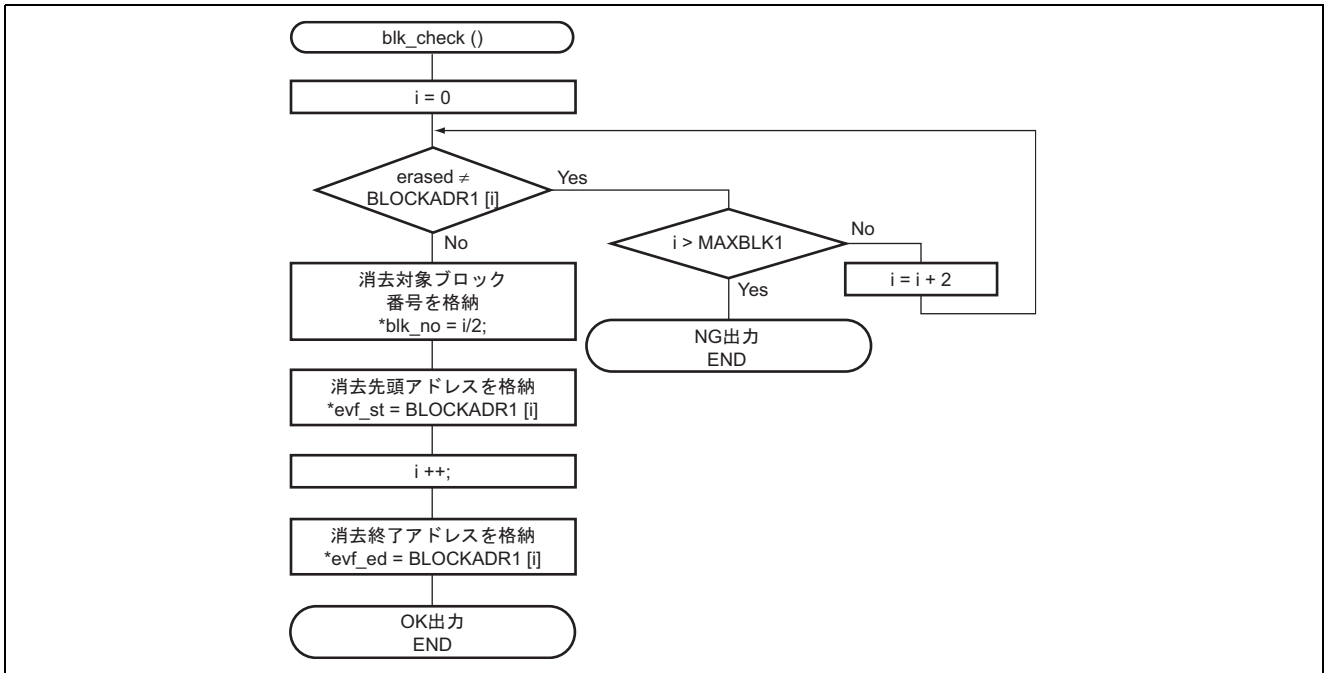 blk_check ()
i = 0
erased ≠
BLOCKADR1 [i]
Yes
No
i > MAXBLK1
No
i = i + 2
Yes
NG出力
END
消去対象ブロック
番号を格納
*blk_no = i/2;
消去先頭アドレスを格納
*evf_st = BLOCKADR1 [i]
i ++;
消去終了アドレスを格納
*evf_ed = BLOCKADR1 [i]
OK出力
END